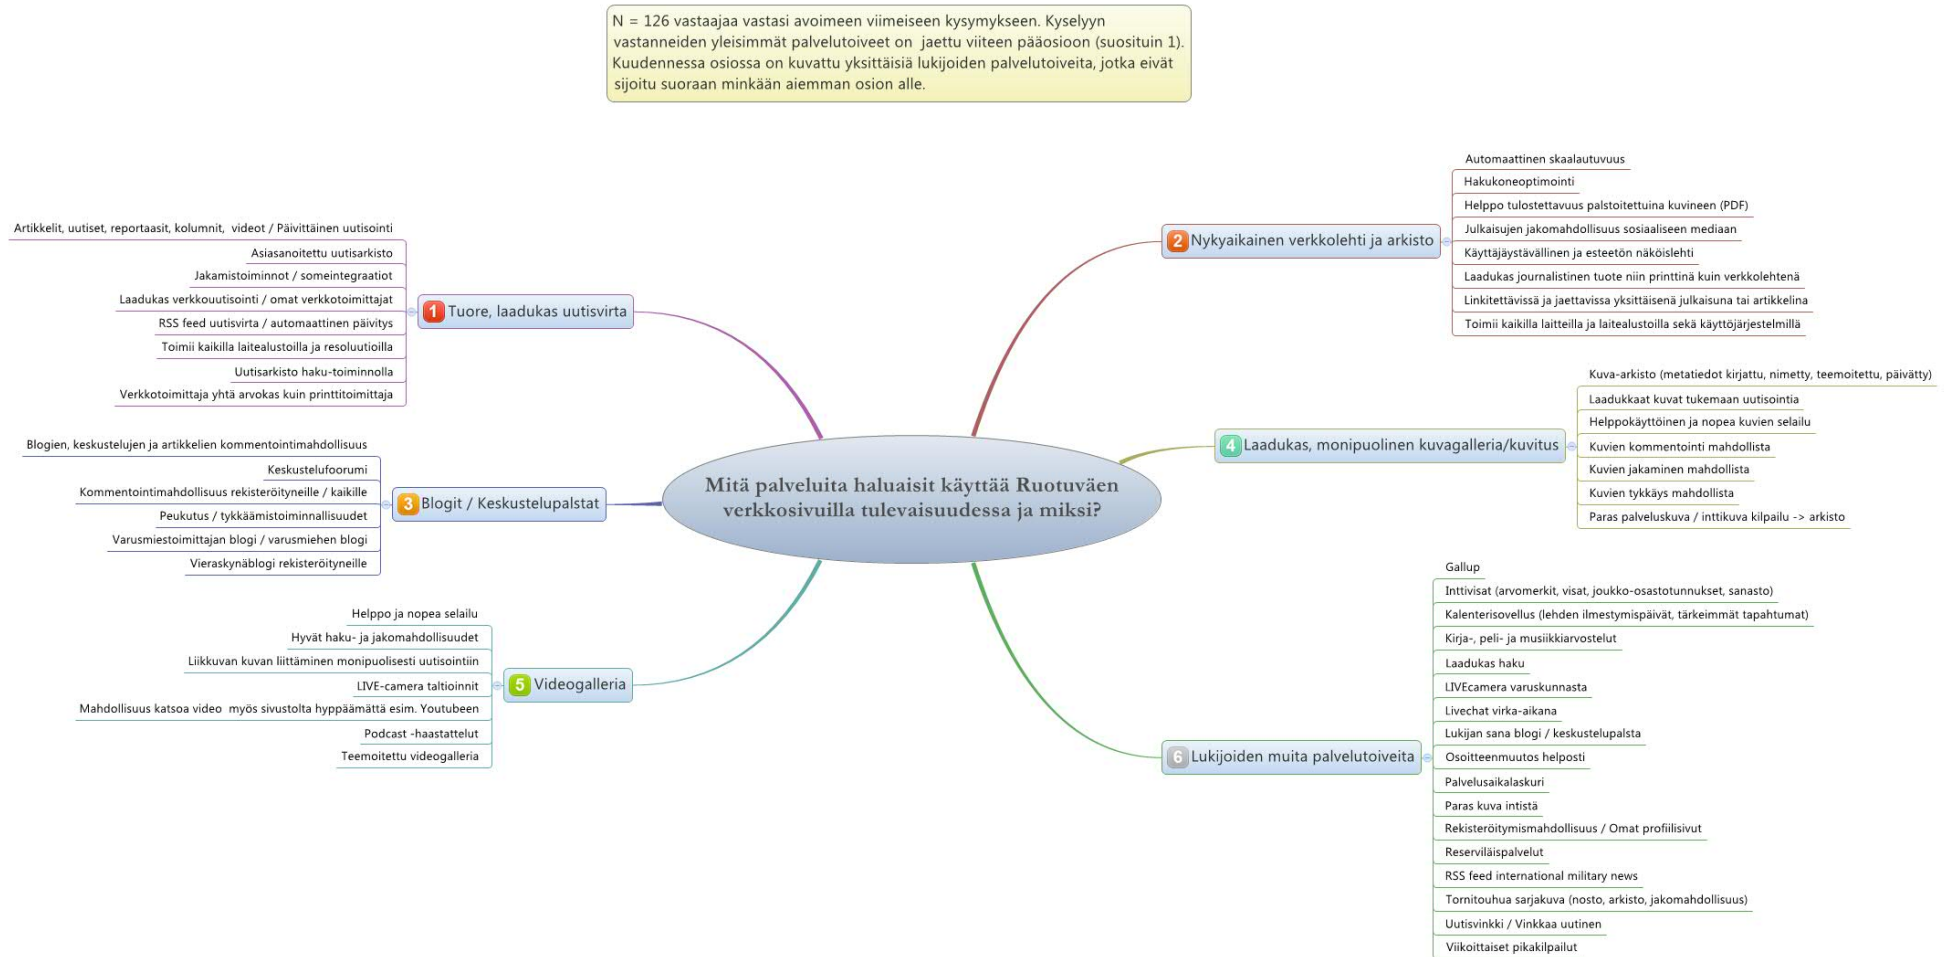 N = 126 vastaajaa vastasi avoimeen viimeiseen kysymykseen. Kyselyyn
vastanneiden yleisimmät palvelutoiveet on jaettu viiteen pääosioon (suosituin 1).
Kuudennessa osiossa on kuvattu yksittäisiä lukijoiden palvelutoiveita, jotka eivät
sijoitu suoraan minkään aiemman osion alle.
Mitä palveluita haluaisit käyttää Ruotuväen
verkkosivuilla tulevaisuudessa ja miksi?
1 Tuore, laadukas uutisvirta
Artikkelit, uutiset, reportaasit, kolumnit, videot / Päivittäinen uutisointi
Asiasanoitettu uutisarkisto
Jakamistoiminnot / someintegraatiot
Laadukas verkkouutisointi / omat verkkotoimittajat
RSS feed uutisvirta / automaattinen päivitys
Toimii kaikilla laitealustoilla ja resoluutioilla
Uutisarkisto haku-toiminnolla
Verkkotoimittaja yhtä arvokas kuin printtitoimittaja
2 Nykyaikainen verkkolehti ja arkisto
Automaattinen skaalautuvuus
Hakukoneoptimointi
Helppo tulostettavuus palstoitettuina kuvineen (PDF)
Julkaisujen jakomahdollisuus sosiaaliseen mediaan
Käyttäjäystävällinen ja esteetön näköislehti
Laadukas journalistinen tuote niin printtinä kuin verkkolehtenä
Linkitettävissä ja jaettavissa yksittäisenä julkaisuna tai artikkelina
Toimii kaikilla laitteilla ja laitealustoilla sekä käyttöjärjestelmillä
3 Blogit / Keskustelupalstat
Blogien, keskustelujen ja artikkelien kommentointimahdollisuus
Keskustelufoorumi
Kommentointimahdollisuus rekisteröityneille / kaikille
Peukutus / tykkäämistoiminnallisuudet
Varusmiestoimittajan blogi / varusmiehen blogi
Vieraskynäblogi rekisteröityneille
4 Laadukas, monipuolinen kuvagalleria/kuvitus
Kuva-arkisto (metatiedot kirjattu, nimetty, teemoitettu, päivätty)
Laadukkaat kuvat tukemaan uutisointia
Helppokäyttöinen ja nopea kuvien selailu
Kuvien kommentointi mahdollista
Kuvien jakaminen mahdollista
Kuvien tykkäys mahdollista
Paras palveluskuva / inttikuva kilpailu -> arkisto
5 Videogalleria
Helppo ja nopea selailu
Hyvät haku- ja jakomahdollisuudet
Liikkuvan kuvan liittäminen monipuolisesti uutisointiin
LIVE-camera taltioinnit
Mahdollisuus katsoa video myös sivustolta hyppäämättä esim. Youtubeen
Podcast -haastattelut
Teemoitettu videogalleria
6 Lukijoiden muita palvelutoiveita
Gallup
Inttivisat (arvomerkit, visat, joukko-osastotunnukset, sanasto)
Kalenterisovellus (lehden ilmestymispäivät, tärkeimmät tapahtumat)
Kirja-, peli- ja musiikkiarvostelut
Laadukas haku
LIVEcamera varuskunnasta
Livechat virka-aikana
Lukijan sana blogi / keskustelupalsta
Osoitteenmuutos helposti
Palvelusaikalaskuri
Paras kuva intistä
Rekisteröitymismahdollisuus / Omat profiilisivut
Reserviläispalvelut
RSS feed international military news
Tornitouhua sarjakuva (nosto, arkisto, jakomahdollisuus)
Uutisvinkki / Vinkkaa uutinen
Viikoittaiset pikakilpailut